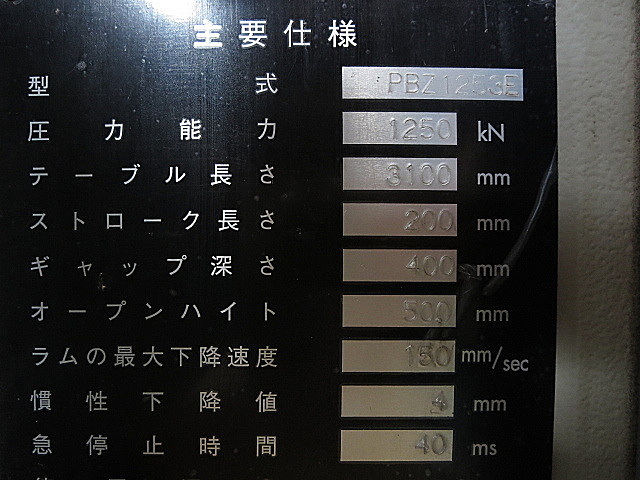 主要仕様
型式 PBZ1253E
圧力能力 1250 kN
テーブル長さ 3100 mm
ストローク長さ 200 mm
ギャップ深さ 400 mm
オープンハイト 500 mm
ラムの最大下降速度 150 mm/sec
慣性下降値 4 mm
急停止時間 40 ms